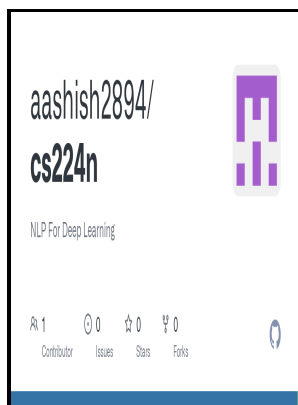 aashish2894/
cs224n
NLP For Deep Learning
1 0 0 0
Contributor Issues Stars Forks